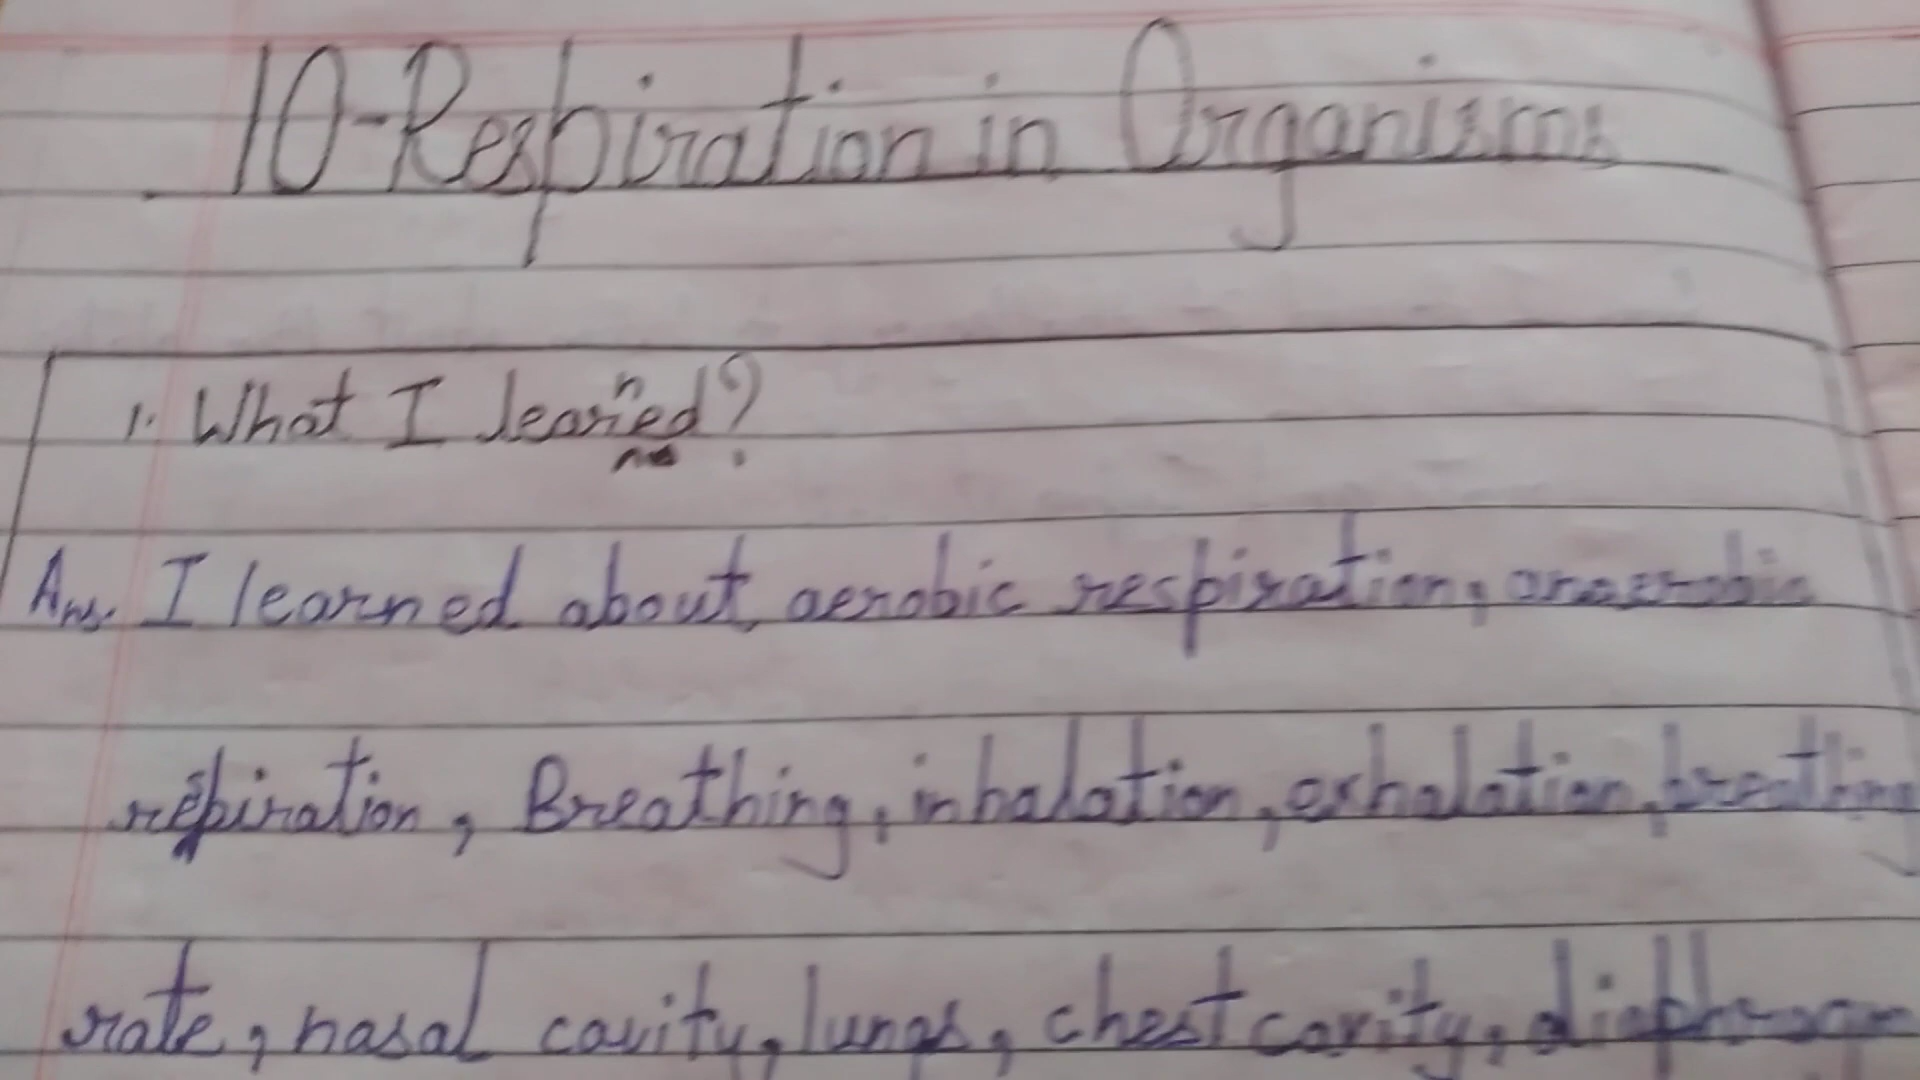 10-Respiration in Organisms
1. What I learned?
Ans. I learned about aerobic respiration, anaerobic
respiration, Breathing, inhalation, exhalation, breathing
rate, nasal cavity, lungs, chest cavity, diaphragm